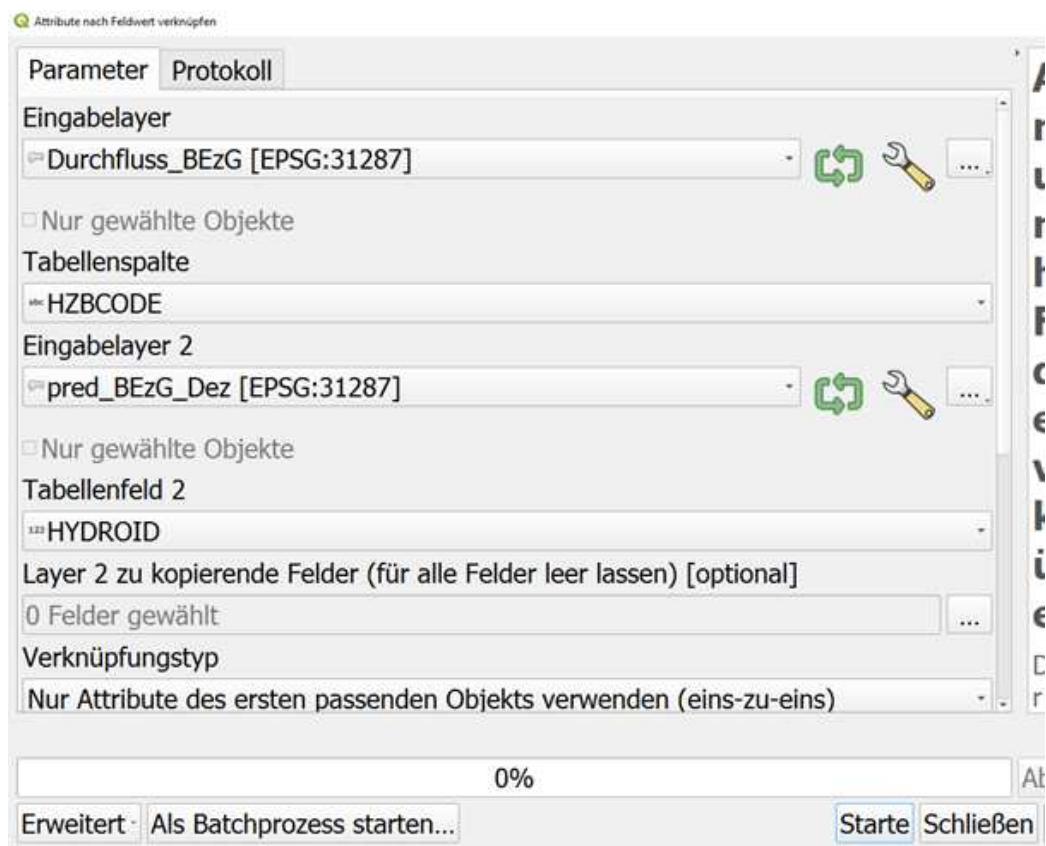 Attribute nach Feldwert verknüpfen
Parameter Protokoll
Eingabelayer
Durchfluss_BEzG [EPSG:31287]
...
Nur gewählte Objekte
Tabellenspalte
abc HZBCODE
Eingabelayer 2
pred_BEzG_Dez [EPSG:31287]
...
Nur gewählte Objekte
Tabellenfeld 2
123 HYDROID
Layer 2 zu kopierende Felder (für alle Felder leer lassen) [optional]
0 Felder gewählt
...
Verknüpfungstyp
Nur Attribute des ersten passenden Objekts verwenden (eins-zu-eins)
0%
Ab
Erweitert Als Batchprozess starten... Starte Schließen